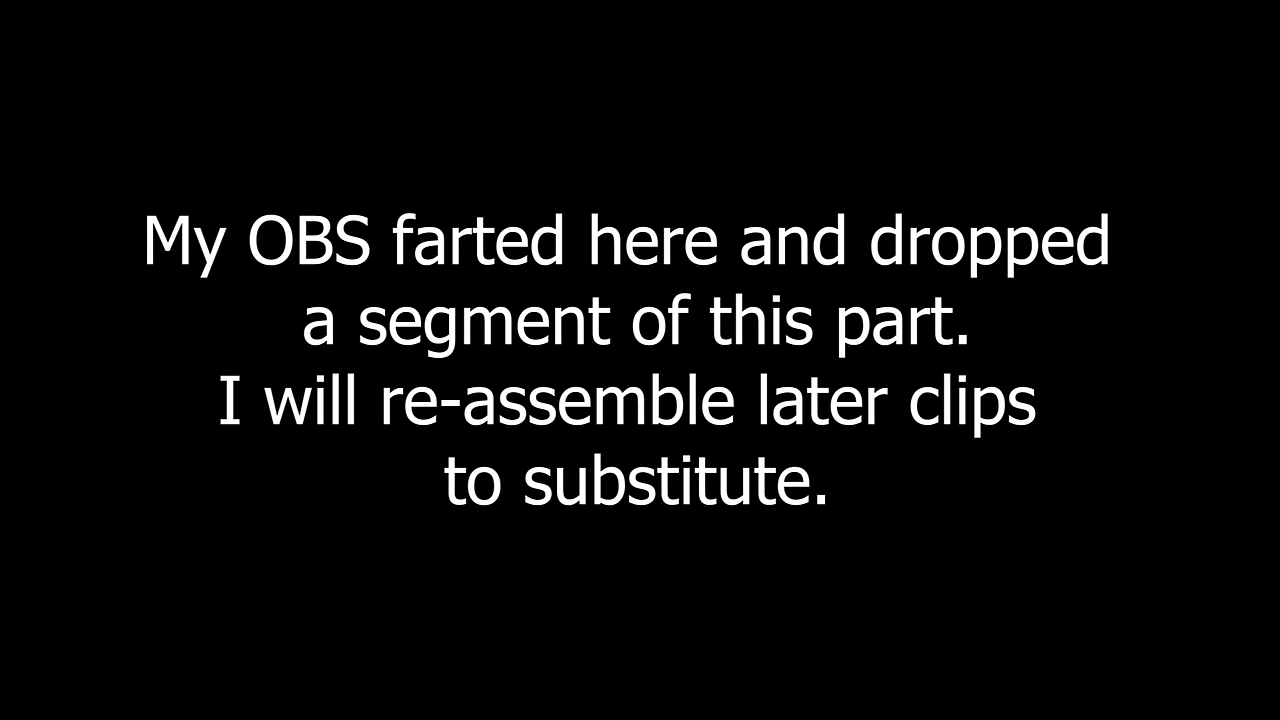 My OBS farted here and dropped
a segment of this part.
I will re-assemble later clips
to substitute.